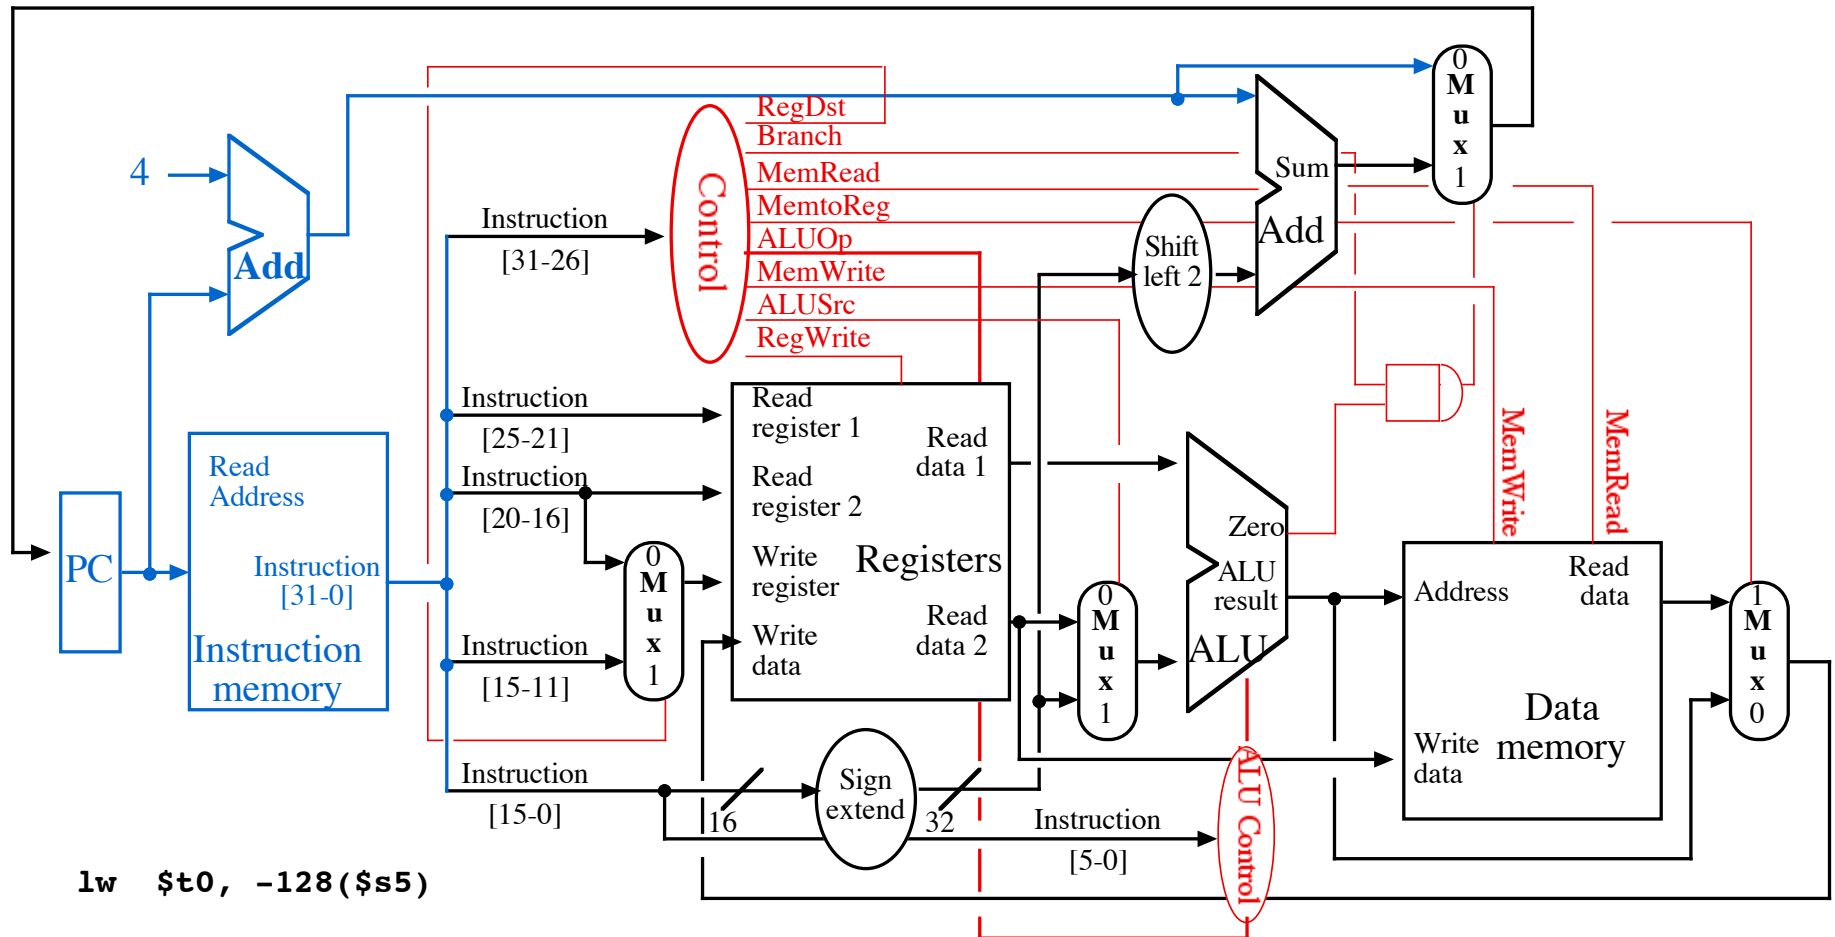 0
M
u
x
1
RegDst
Branch
MemRead
MemtoReg
ALUOp
MemWrite
ALUSrc
RegWrite
Control
4
Add
Sum
Add
Shift
left 2
Instruction
[31-26]
Instruction
[25-21]
Instruction
[20-16]
Instruction
[15-11]
Instruction
[15-0]
PC
Read
Address
Instruction
[31-0]
Instruction
memory
0
M
u
x
1
Read
register 1
Read
register 2
Write
register
Write
data
Registers
Read
data 1
Read
data 2
0
M
u
x
1
Zero
ALU
result
ALU
MemWrite
MemRead
Address
Read
data
Write
data
Data
memory
1
M
u
x
0
16
Sign
extend
32
Instruction
[5-0]
ALU Control
lw $t0, -128($s5)